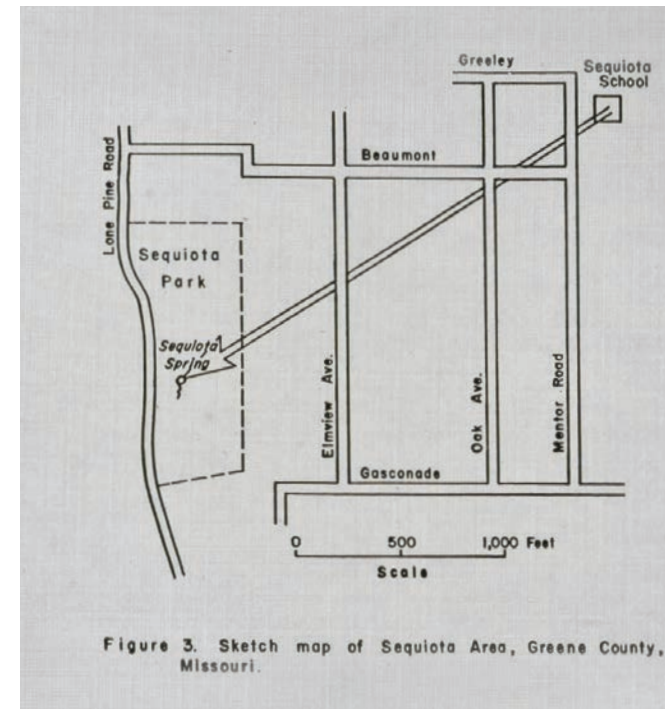 Greeley
Sequiota
School
Lone Pine Road
Beaumont
Sequiota
Park
Sequiota
Spring
Elmview Ave.
Oak Ave.
Mentor Road
Gasconade
0 500 1,000 Feet
Scale
Figure 3. Sketch map of Sequiota Area, Greene County,
Missouri.